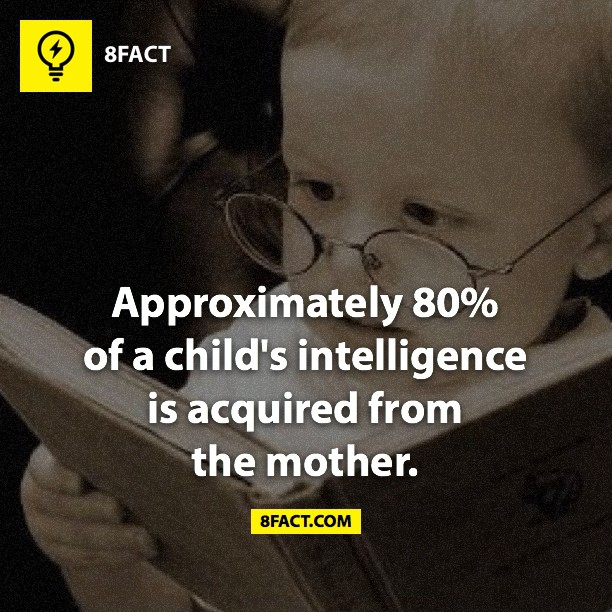 8FACT
Approximately 80%
of a child's intelligence
is acquired from
the mother.
8FACT.COM